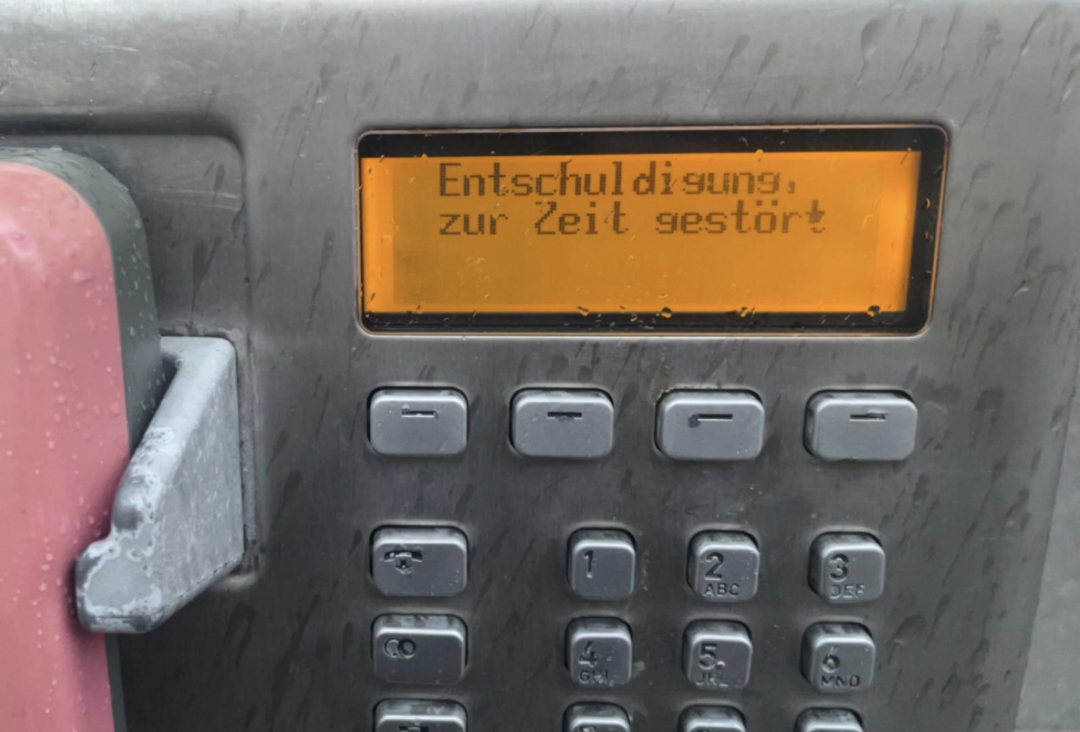 Entschuldigung,
zur Zeit gestört
1
2
ABC
3
DEF
4
GHI
5
JKL
6
MNO